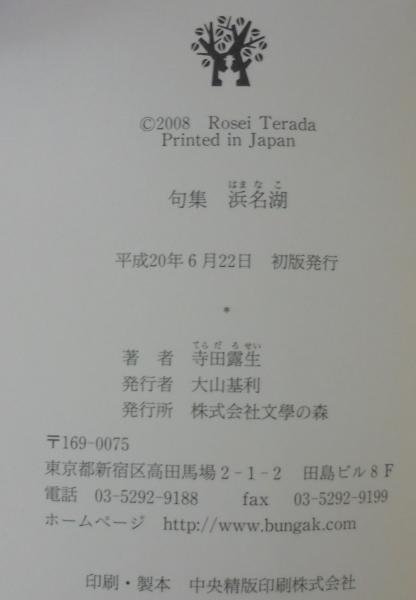 ©2008 Rosei Terada
Printed in Japan
はまなこ
句集 浜名湖
平成20年6月22日 初版発行
*
てらだ ろせい
著者 寺田露生
発行者 大山基利
発行所 株式会社文學の森
〒169-0075
東京都新宿区高田馬場2-1-2 田島ビル8F
電話 03-5292-9188 fax 03-5292-9199
ホームページ http://www.bungak.com
印刷・製本 中央精版印刷株式会社